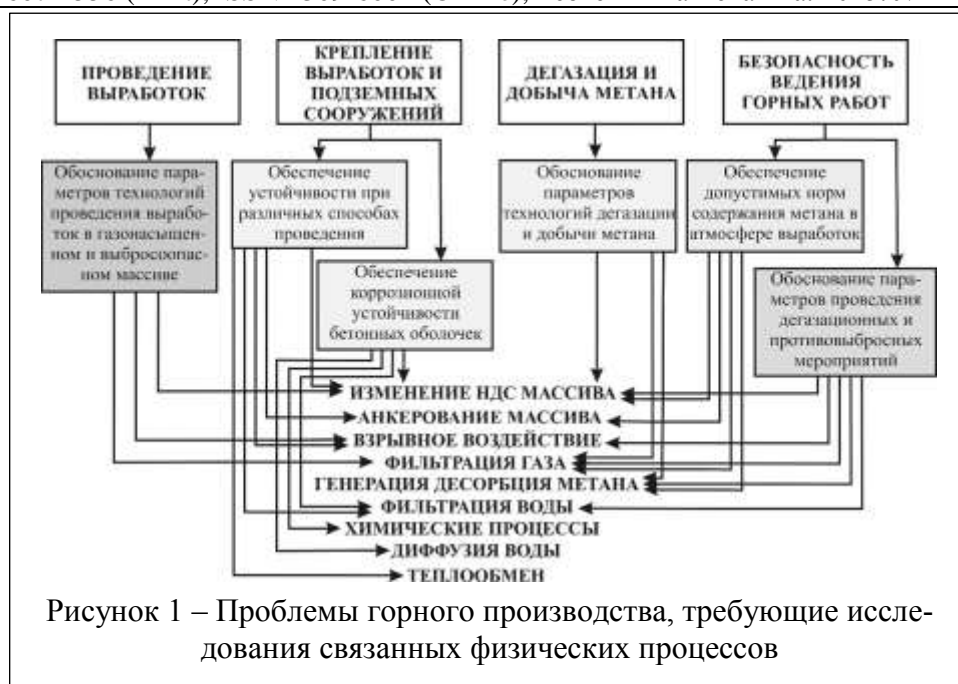 ПРОВЕДЕНИЕ
ВЫРАБОТОК
КРЕПЛЕНИЕ
ВЫРАБОТОК И
ПОДЗЕМНЫХ
СООРУЖЕНИЙ
ДЕГАЗАЦИЯ И
ДОБЫЧА МЕТАНА
БЕЗОПАСНОСТЬ
ВЕДЕНИЯ
ГОРНЫХ РАБОТ
Обоснование пара-
метров технологий
проведения вырабо-
ток в газонасыщен-
ном и выбросоопас-
ном массиве
Обеспечение
устойчивости при
различных способах
проведения
Обоснование
параметров
технологий дегазации
и добычи метана
Обеспечение
допустимых норм
содержания метана в
атмосфере выработок
Обеспечение
коррозионной
устойчивости
бетонных оболочек
Обоснование пара-
метров проведения
дегазационных и
противовыбросных
мероприятий
ИЗМЕНЕНИЕ НДС МАССИВА
АНКЕРОВАНИЕ МАССИВА
ВЗРЫВНОЕ ВОЗДЕЙСТВИЕ
ФИЛЬТРАЦИЯ ГАЗА
ГЕНЕРАЦИЯ ДЕСОРБЦИЯ МЕТАНА
ФИЛЬТРАЦИЯ ВОДЫ
ХИМИЧЕСКИЕ ПРОЦЕССЫ
ДИФФУЗИЯ ВОДЫ
ТЕПЛООБМЕН
Рисунок 1 – Проблемы горного производства, требующие иссле-
дования связанных физических процессов